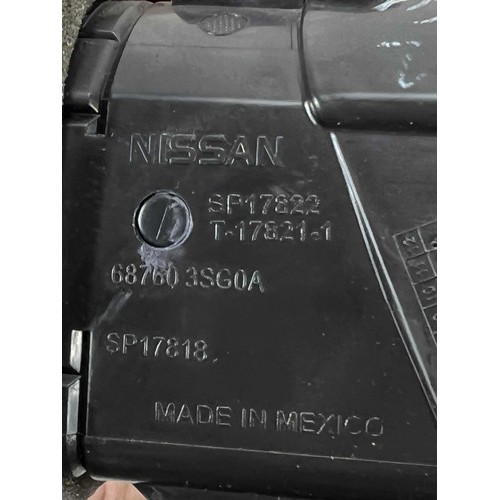 NISSAN
SP17822
T-17821-1
68760 3SG0A
SP17818
MADE IN MEXICO